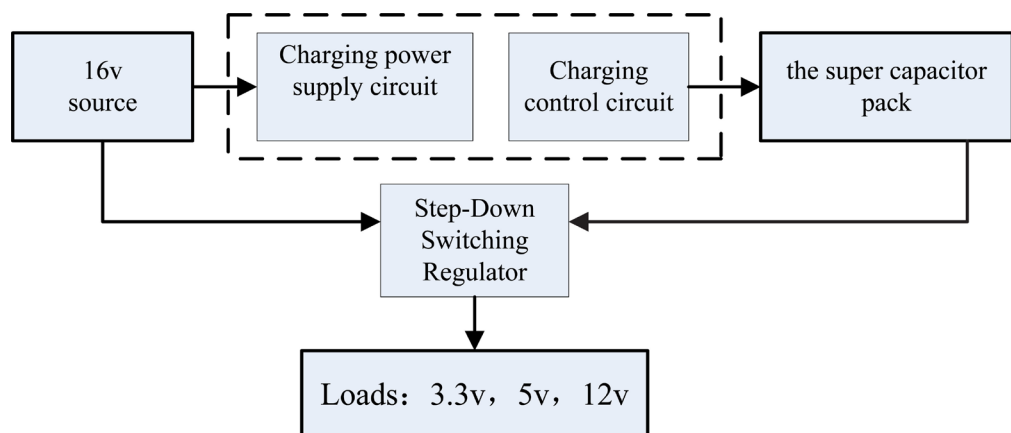 16v
source
Charging power
supply circuit
Charging
control circuit
the super capacitor
pack
Step-Down
Switching
Regulator
Loads：3.3v，5v，12v